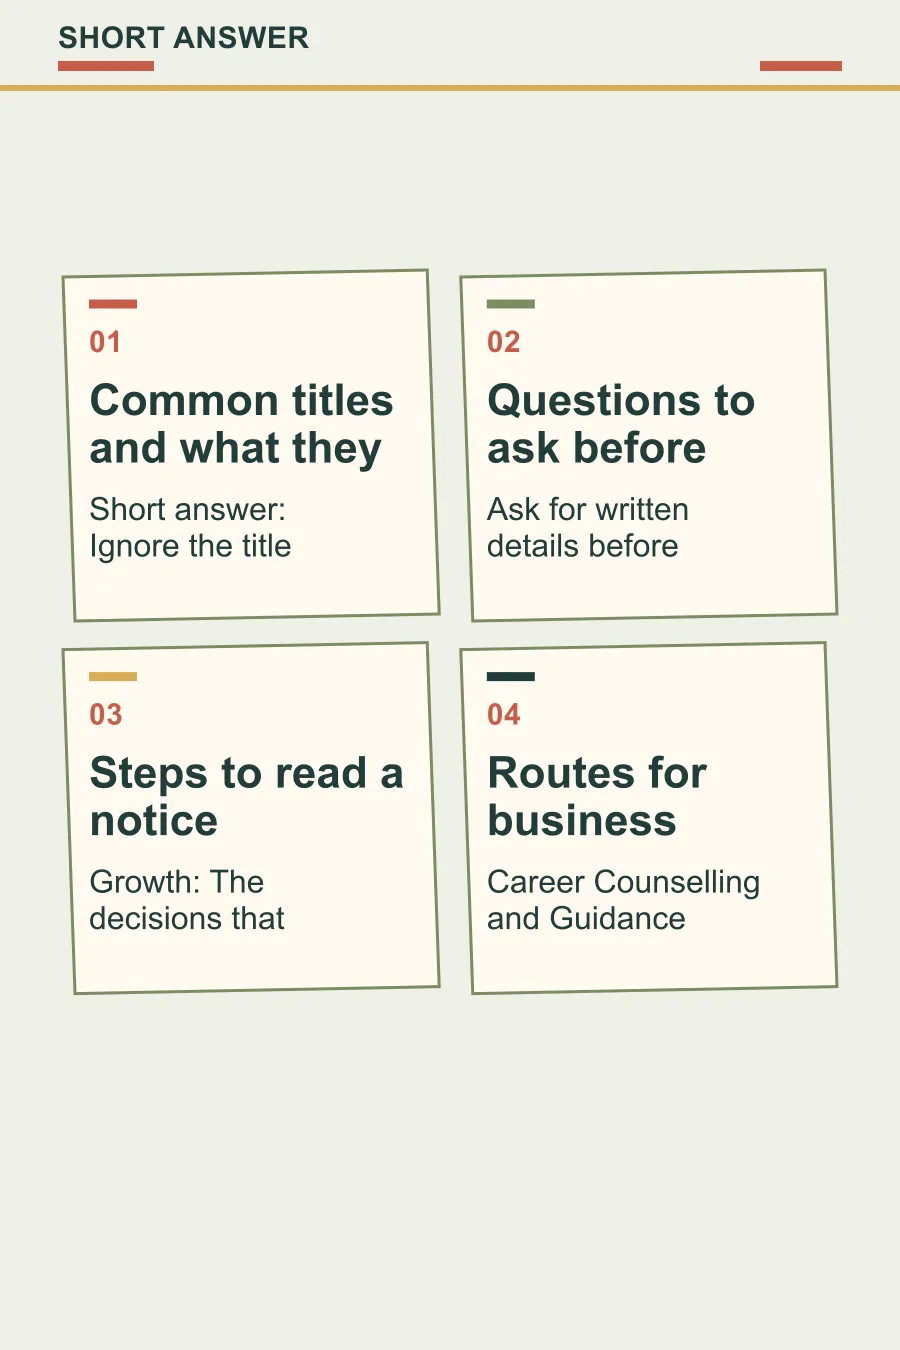 SHORT ANSWER
01
Common titles
and what they
Short answer:
Ignore the title
02
Questions to
ask before
Ask for written
details before
03
Steps to read a
notice
Growth: The
decisions that
04
Routes for
business
Career Counselling
and Guidance